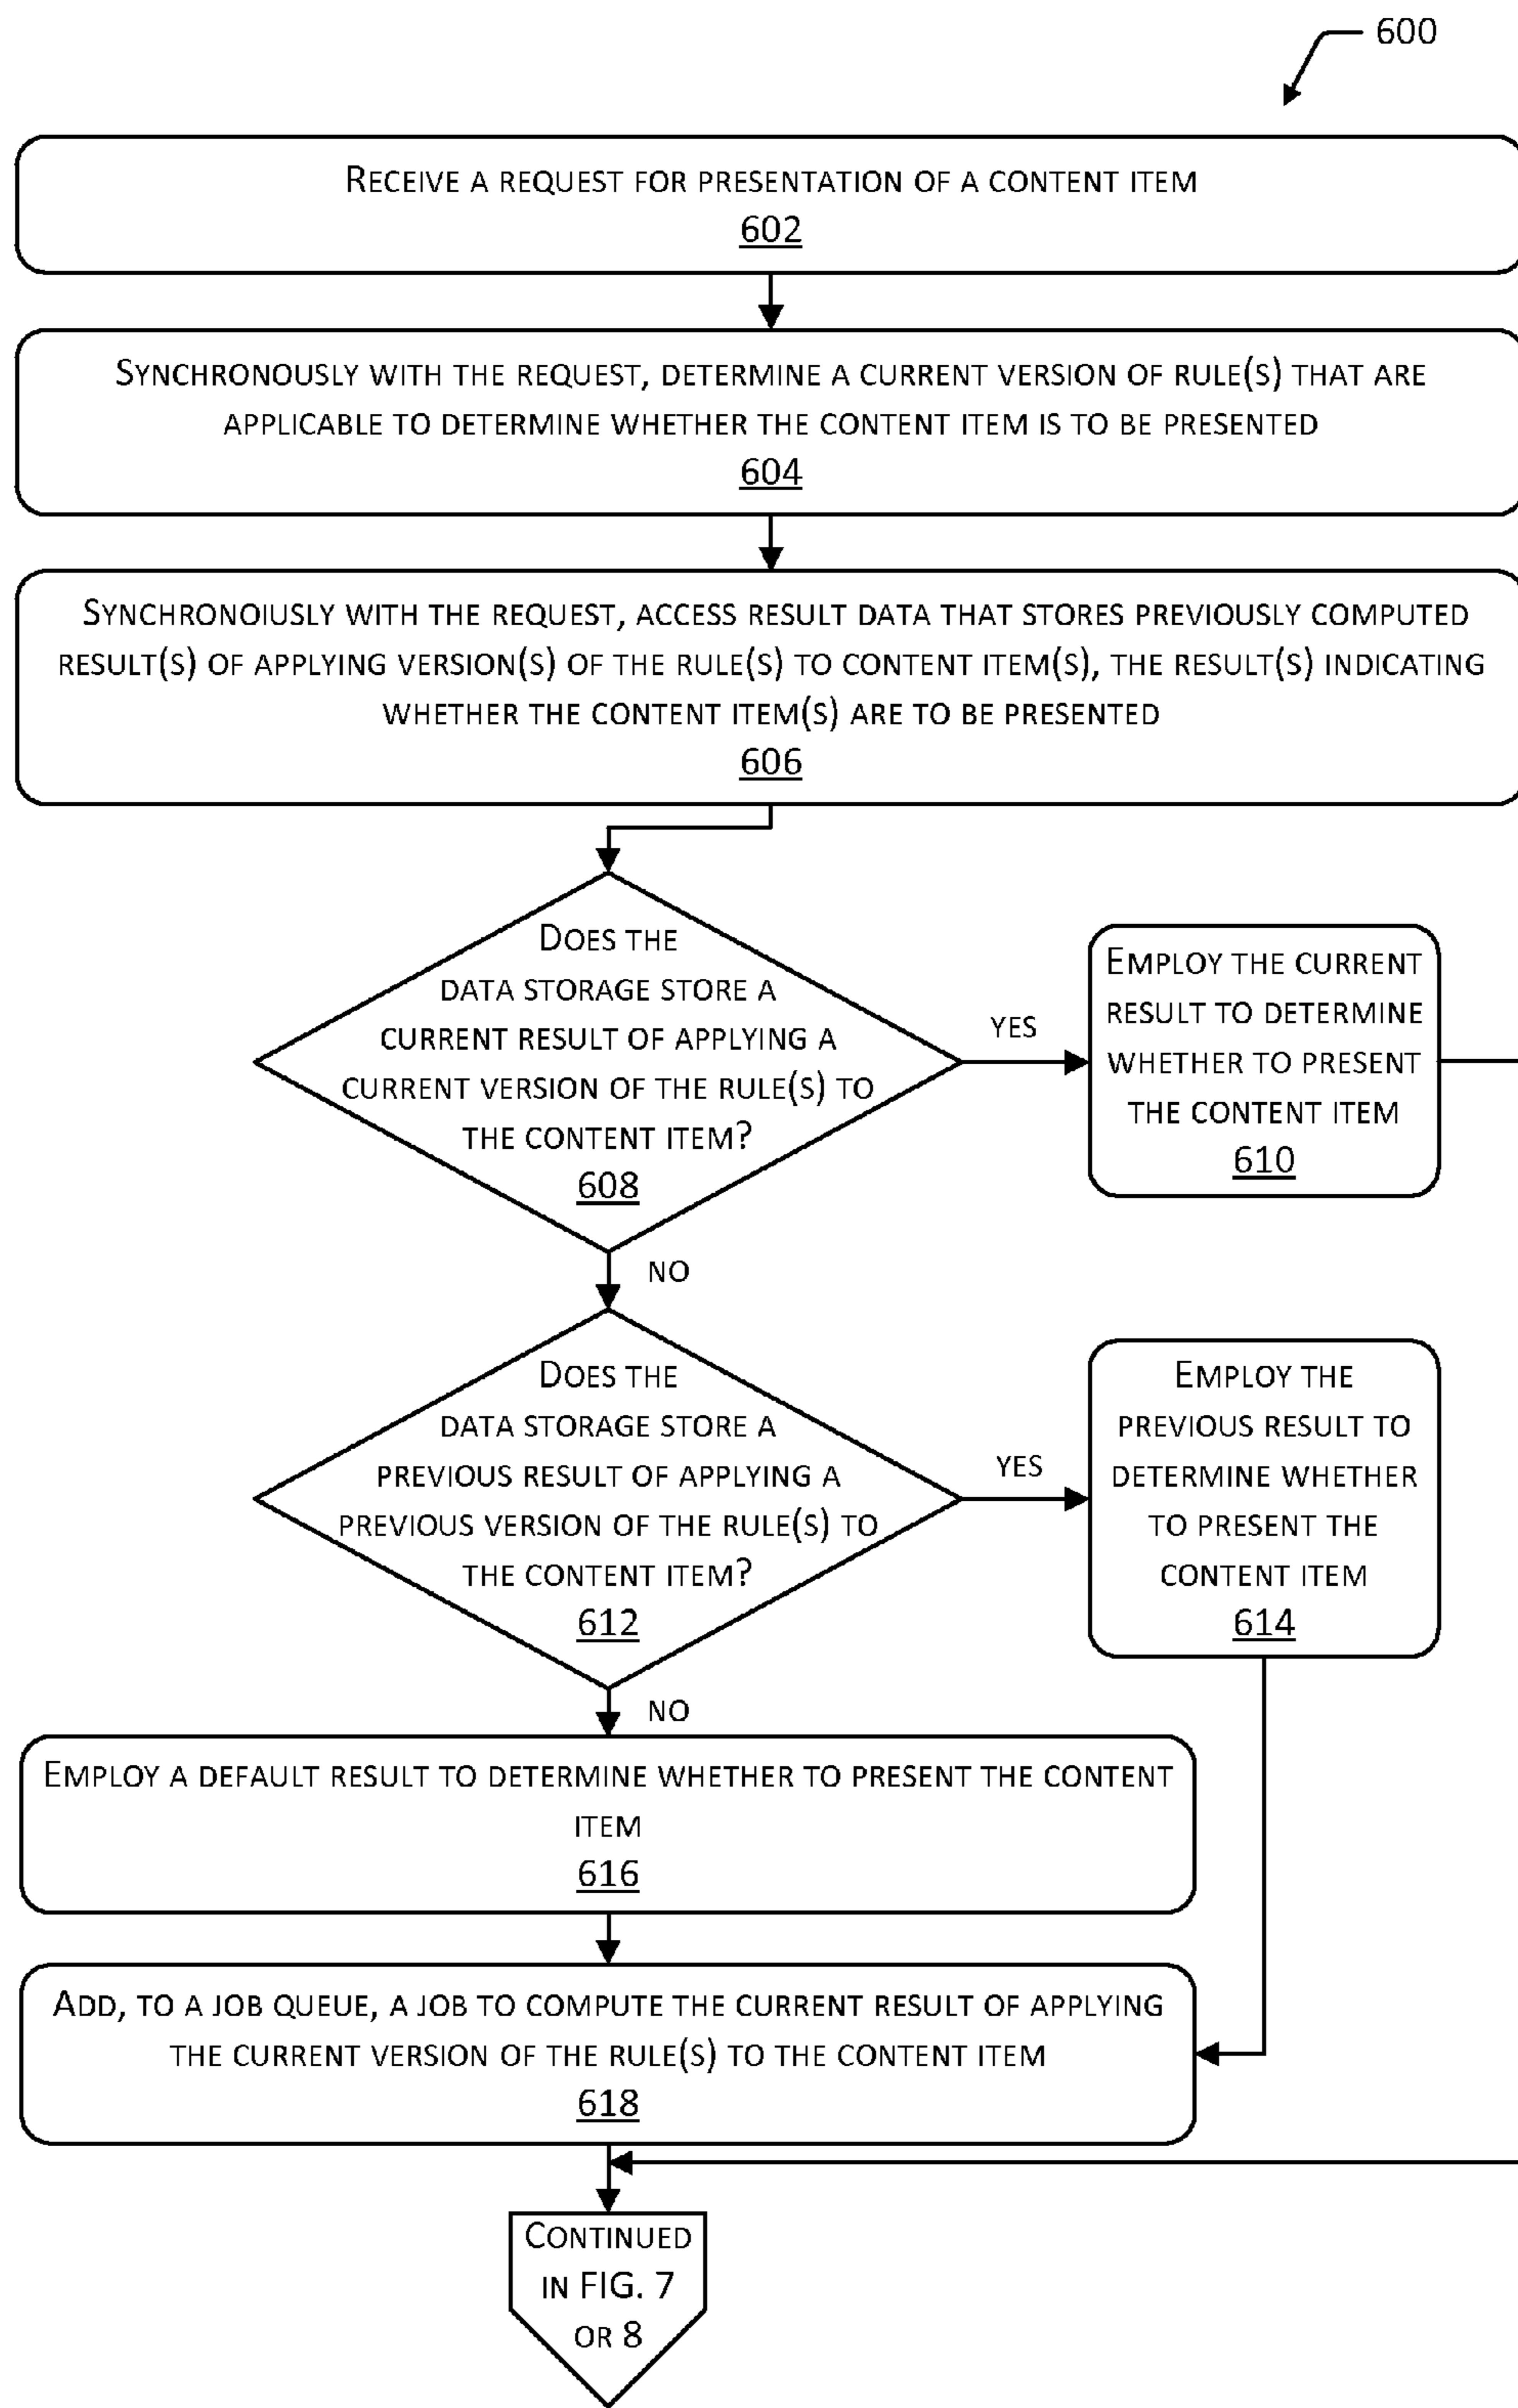 600
RECEIVE A REQUEST FOR PRESENTATION OF A CONTENT ITEM
602
SYNCHRONOUSLY WITH THE REQUEST, DETERMINE A CURRENT VERSION OF RULE(S) THAT ARE
APPLICABLE TO DETERMINE WHETHER THE CONTENT ITEM IS TO BE PRESENTED
604
SYNCHRONOIUSLY WITH THE REQUEST, ACCESS RESULT DATA THAT STORES PREVIOUSLY COMPUTED
RESULT(S) OF APPLYING VERSION(S) OF THE RULE(S) TO CONTENT ITEM(S), THE RESULT(S) INDICATING
WHETHER THE CONTENT ITEM(S) ARE TO BE PRESENTED
606
DOES THE
DATA STORAGE STORE A
CURRENT RESULT OF APPLYING A
CURRENT VERSION OF THE RULE(S) TO
THE CONTENT ITEM?
608
YES
EMPLOY THE CURRENT
RESULT TO DETERMINE
WHETHER TO PRESENT
THE CONTENT ITEM
610
NO
DOES THE
DATA STORAGE STORE A
PREVIOUS RESULT OF APPLYING A
PREVIOUS VERSION OF THE RULE(S) TO
THE CONTENT ITEM?
612
YES
EMPLOY THE
PREVIOUS RESULT TO
DETERMINE WHETHER
TO PRESENT THE
CONTENT ITEM
614
NO
EMPLOY A DEFAULT RESULT TO DETERMINE WHETHER TO PRESENT THE CONTENT
ITEM
616
ADD, TO A JOB QUEUE, A JOB TO COMPUTE THE CURRENT RESULT OF APPLYING
THE CURRENT VERSION OF THE RULE(S) TO THE CONTENT ITEM
618
CONTINUED
IN FIG. 7
OR 8